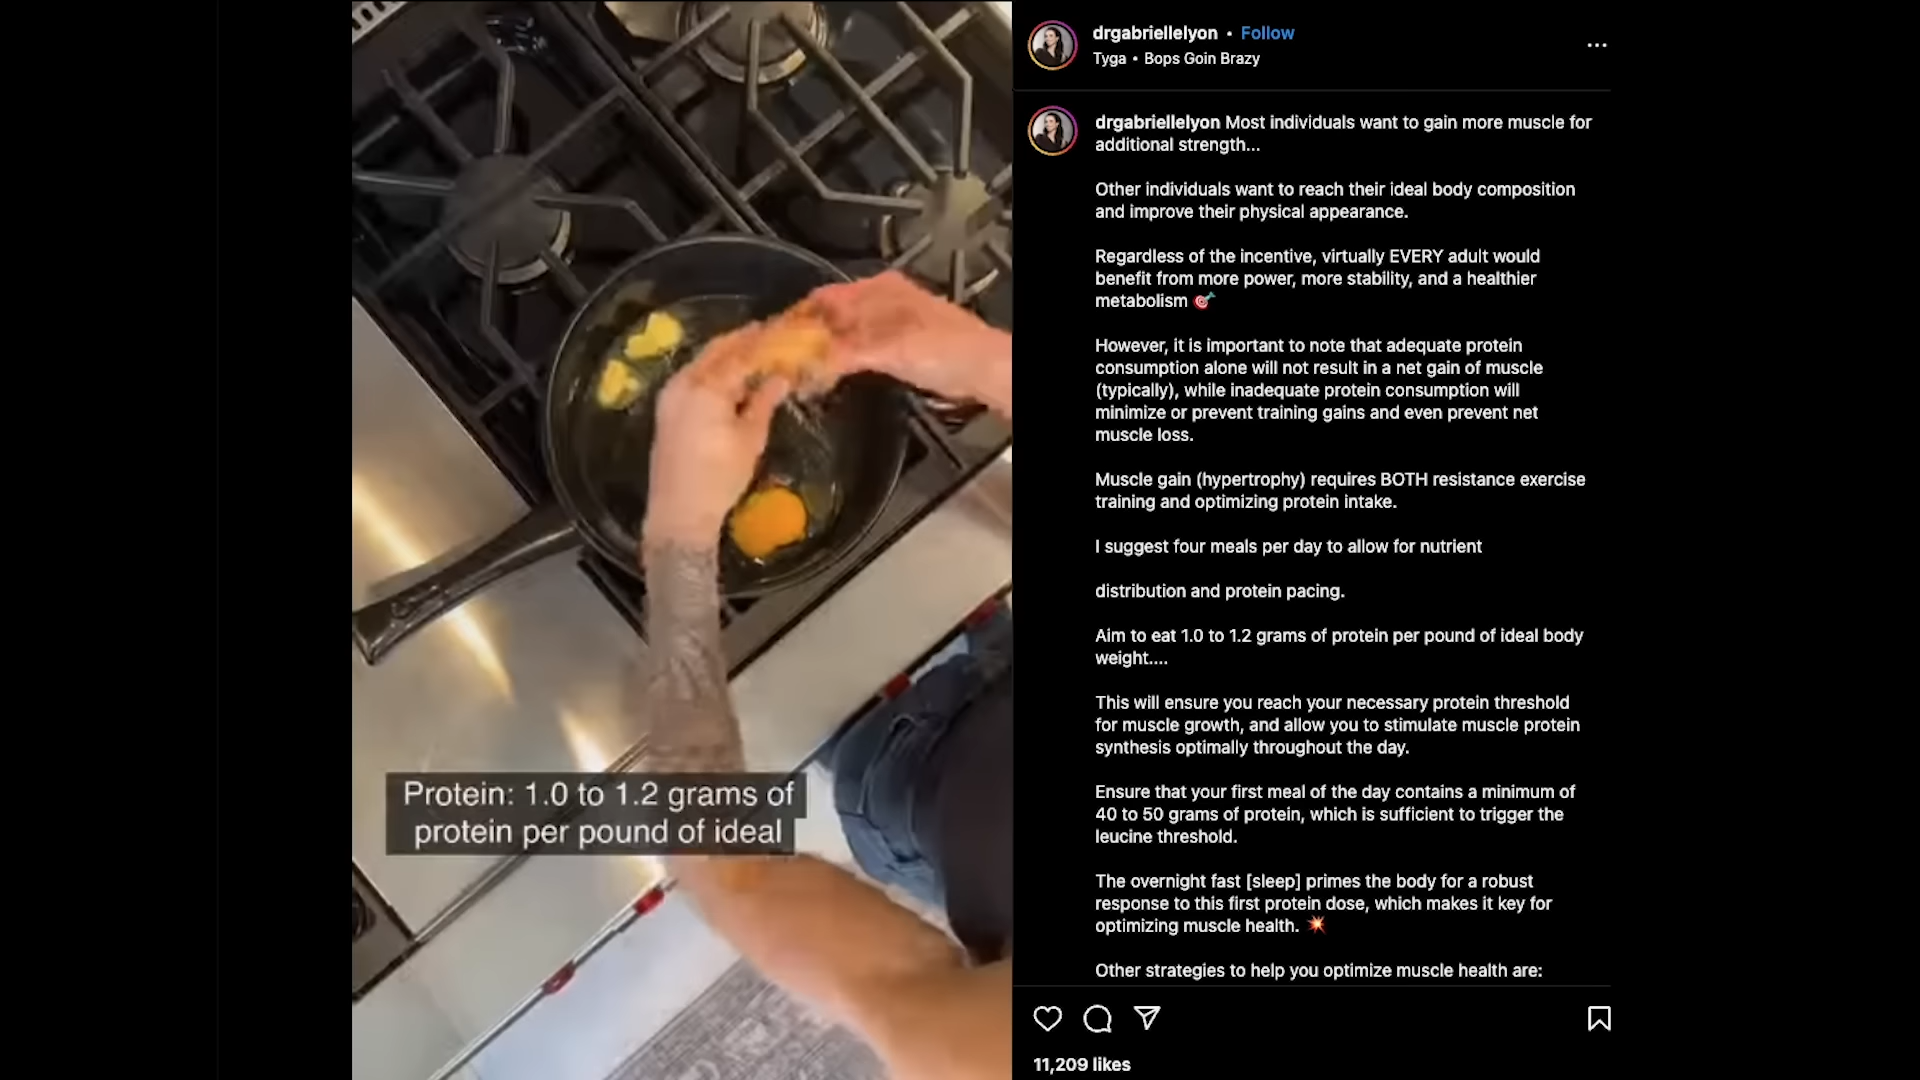 Protein: 1.0 to 1.2 grams of
protein per pound of ideal
drgabriellelyon • Follow
Tyga • Bops Goin Brazy
drgabriellelyon Most individuals want to gain more muscle for
additional strength...
Other individuals want to reach their ideal body composition
and improve their physical appearance.
Regardless of the incentive, virtually EVERY adult would
benefit from more power, more stability, and a healthier
metabolism 🎯
However, it is important to note that adequate protein
consumption alone will not result in a net gain of muscle
(typically), while inadequate protein consumption will
minimize or prevent training gains and even prevent net
muscle loss.
Muscle gain (hypertrophy) requires BOTH resistance exercise
training and optimizing protein intake.
I suggest four meals per day to allow for nutrient
distribution and protein pacing.
Aim to eat 1.0 to 1.2 grams of protein per pound of ideal body
weight....
This will ensure you reach your necessary protein threshold
for muscle growth, and allow you to stimulate muscle protein
synthesis optimally throughout the day.
Ensure that your first meal of the day contains a minimum of
40 to 50 grams of protein, which is sufficient to trigger the
leucine threshold.
The overnight fast [sleep] primes the body for a robust
response to this first protein dose, which makes it key for
optimizing muscle health. 💥
Other strategies to help you optimize muscle health are:
11,209 likes